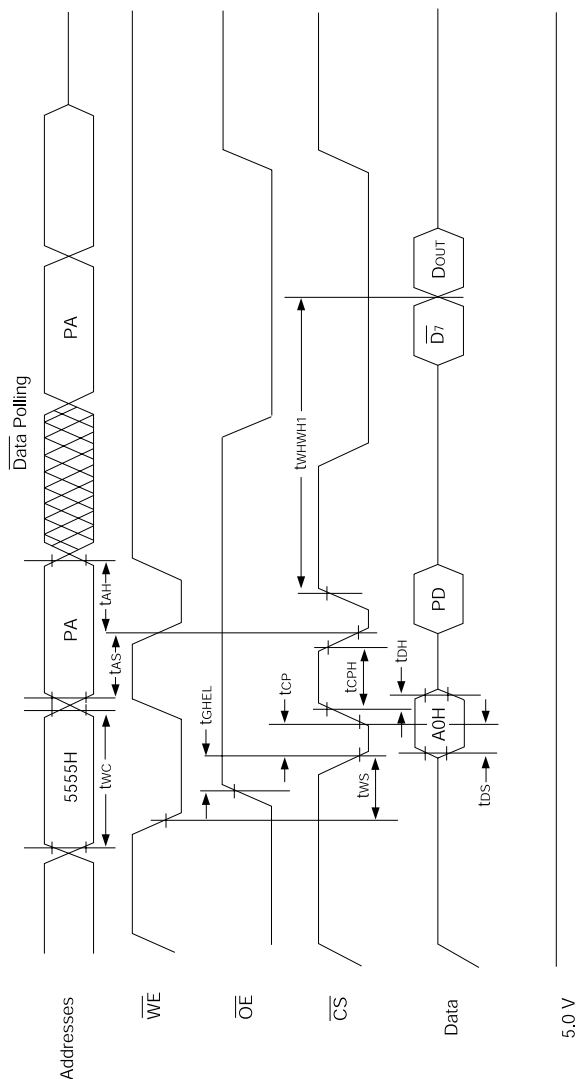 Data Polling
Addresses
5555H
PA
PA
tWC
tAS
tAH
WE
OE
tGHEL
CS
tWS
tCP
tCPH
tWHWH1
Data
tDS
A0H
tDH
PD
D7
DOUT
5.0 V